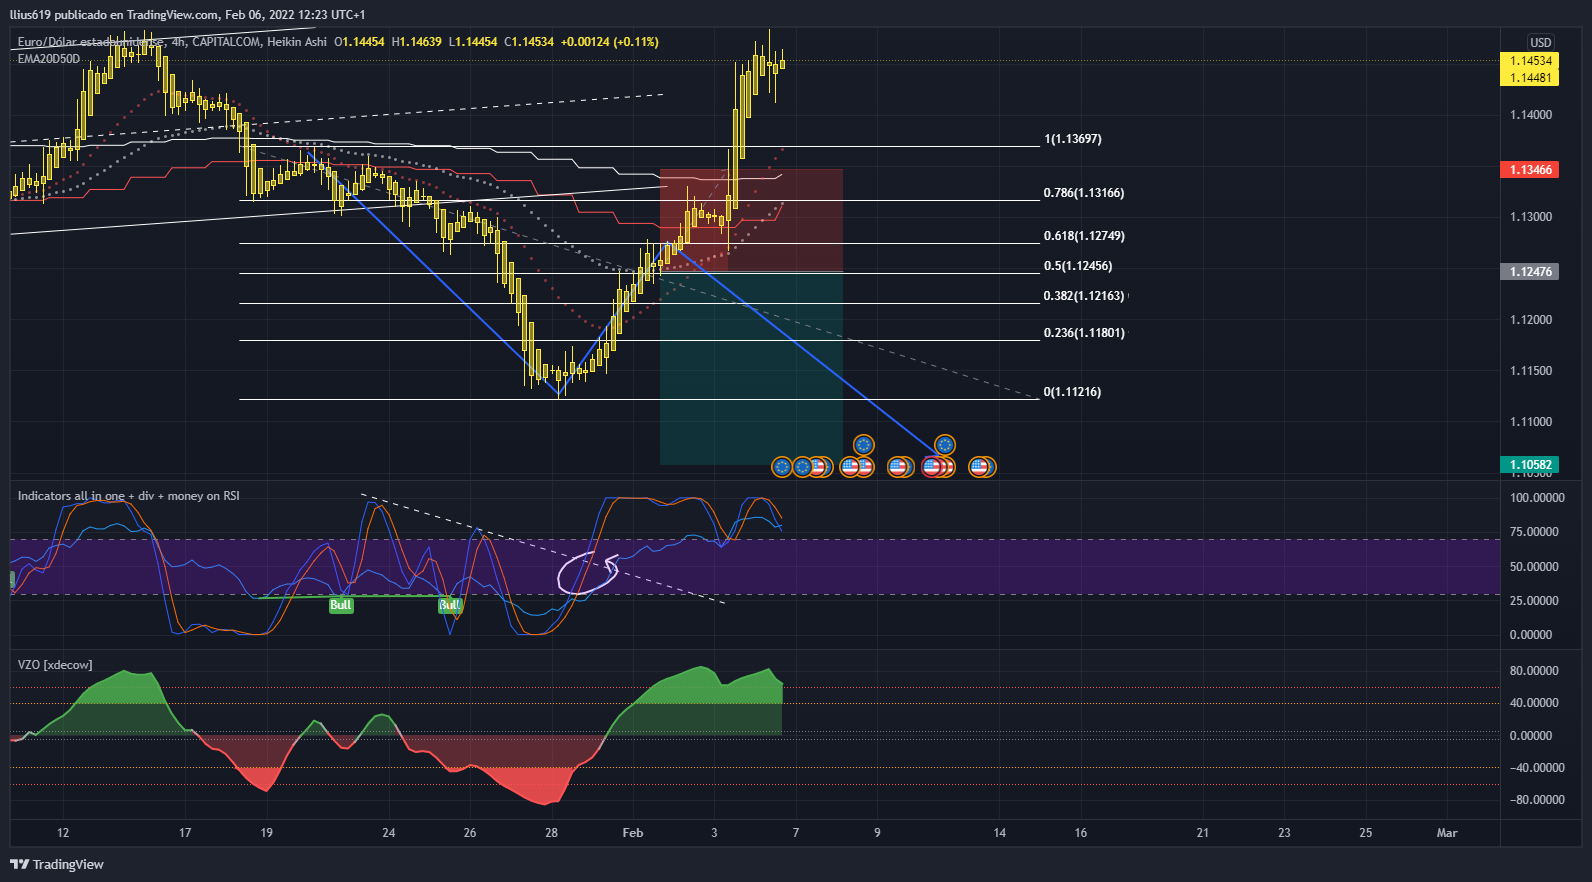 llius619 publicado en TradingView.com, Feb 06, 2022 12:23 UTC+1
Euro/Dólar estadounidense, 4h, CAPITALCOM, Heikin Ashi O1.14454 H1.14639 L1.14454 C1.14534 +0.00124 (+0.11%)
EMA20D50D
USD
1.14534
1.14481
1.14000
1(1.13697)
1.13466
0.786(1.13166)
1.13000
0.618(1.12749)
0.5(1.12456)
1.12476
0.382(1.12163)
1.12000
0.236(1.11801)
1.11500
0(1.11216)
1.11000
1.10582
Indicators all in one + div + money on RSI
100.00000
75.00000
50.00000
25.00000
0.00000
Bull
Bull
VZO [xdecow]
80.00000
40.00000
0.00000
−40.00000
−80.00000
12 17 19 24 26 28 Feb 3 7 9 14 16 21 23 25 Mar
TradingView